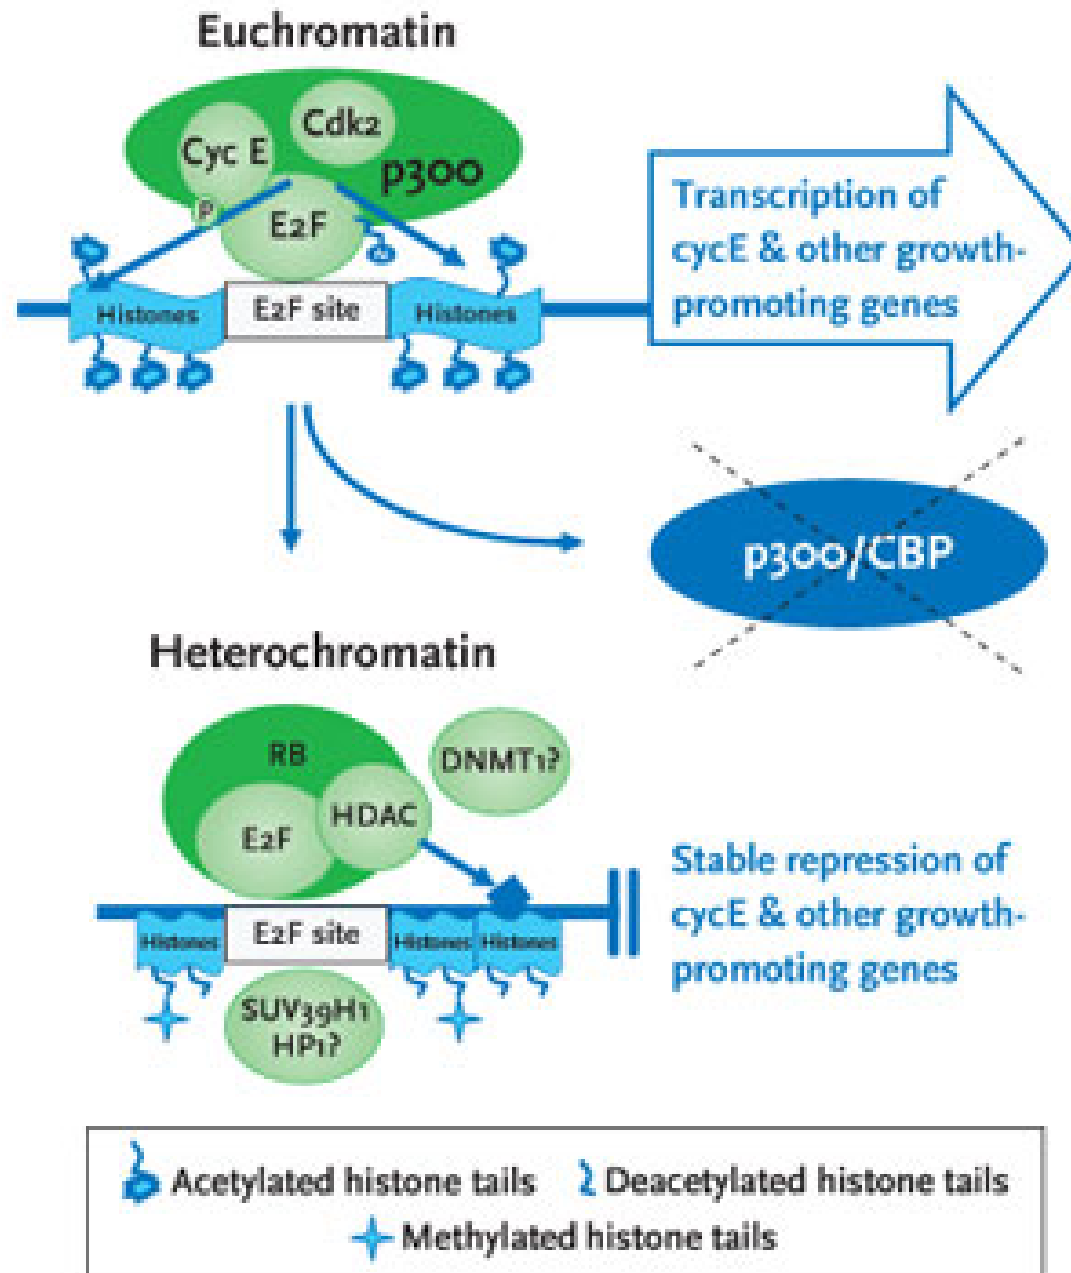 Euchromatin
Cyc E
Cdk2
p300
P
E2F
Histones
E2F site
Histones
Transcription of
cycE & other growth-
promoting genes
p300/CBP
Heterochromatin
RB
DNMT1?
HDAC
E2F
Histones
E2F site
Histones
Histones
SUV39H1
HP1?
Stable repression of
cycE & other growth-
promoting genes
Acetylated histone tails
Deacetylated histone tails
Methylated histone tails